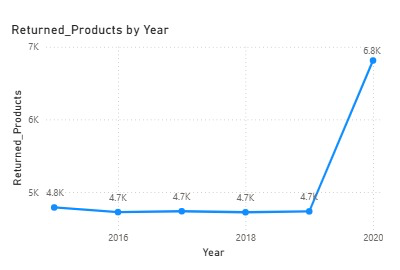 Returned_Products by Year
7K
6K
5K
Returned_Products
4.8K
4.7K
4.7K
4.7K
4.7K
6.8K
2016
2018
2020
Year